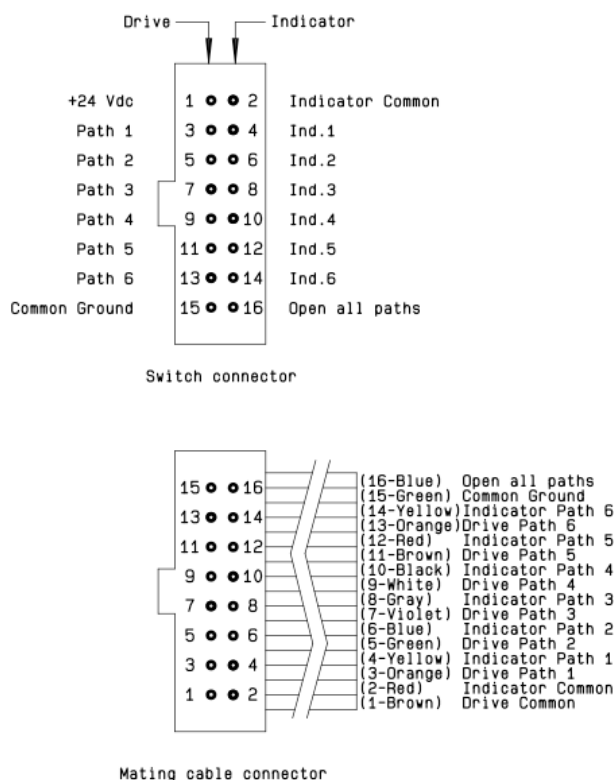 Drive Indicator
+24 Vdc 1 2 Indicator Common
Path 1 3 4 Ind.1
Path 2 5 6 Ind.2
Path 3 7 8 Ind.3
Path 4 9 10 Ind.4
Path 5 11 12 Ind.5
Path 6 13 14 Ind.6
Common Ground 15 16 Open all paths
Switch connector
15 16
13 14
11 12
9 10
7 8
5 6
3 4
1 2
(16-Blue) Open all paths
(15-Green) Common Ground
(14-Yellow) Indicator Path 6
(13-Orange) Drive Path 6
(12-Red) Indicator Path 5
(11-Brown) Drive Path 5
(10-Black) Indicator Path 4
(9-White) Drive Path 4
(8-Gray) Indicator Path 3
(7-Violet) Drive Path 3
(6-Blue) Indicator Path 2
(5-Green) Drive Path 2
(4-Yellow) Indicator Path 1
(3-Orange) Drive Path 1
(2-Red) Indicator Common
(1-Brown) Drive Common
Mating cable connector